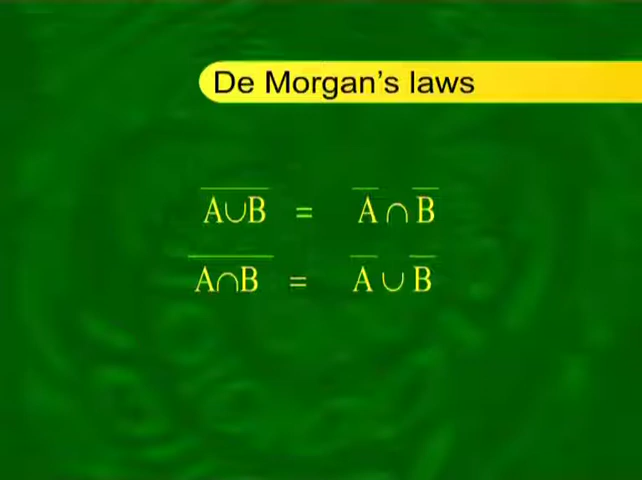 De Morgan's laws
A̅∪̅B̅ = A̅ ∩ B̅
A̅∩̅B̅ = A̅ ∪ B̅